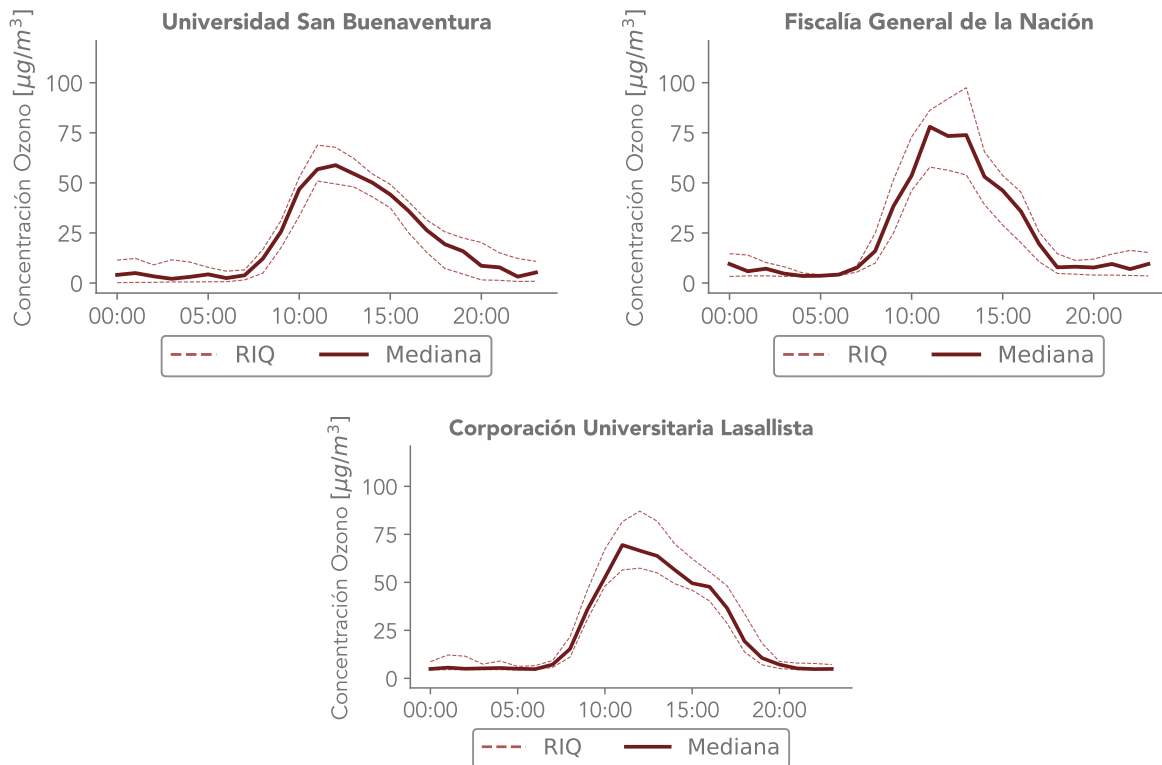 Universidad San Buenaventura
Concentración Ozono [µg/m³]
100
75
50
25
0
00:00 05:00 10:00 15:00 20:00
RIQ Mediana
Fiscalía General de la Nación
Concentración Ozono [µg/m³]
100
75
50
25
0
00:00 05:00 10:00 15:00 20:00
RIQ Mediana
Corporación Universitaria Lasallista
Concentración Ozono [µg/m³]
100
75
50
25
0
00:00 05:00 10:00 15:00 20:00
RIQ Mediana